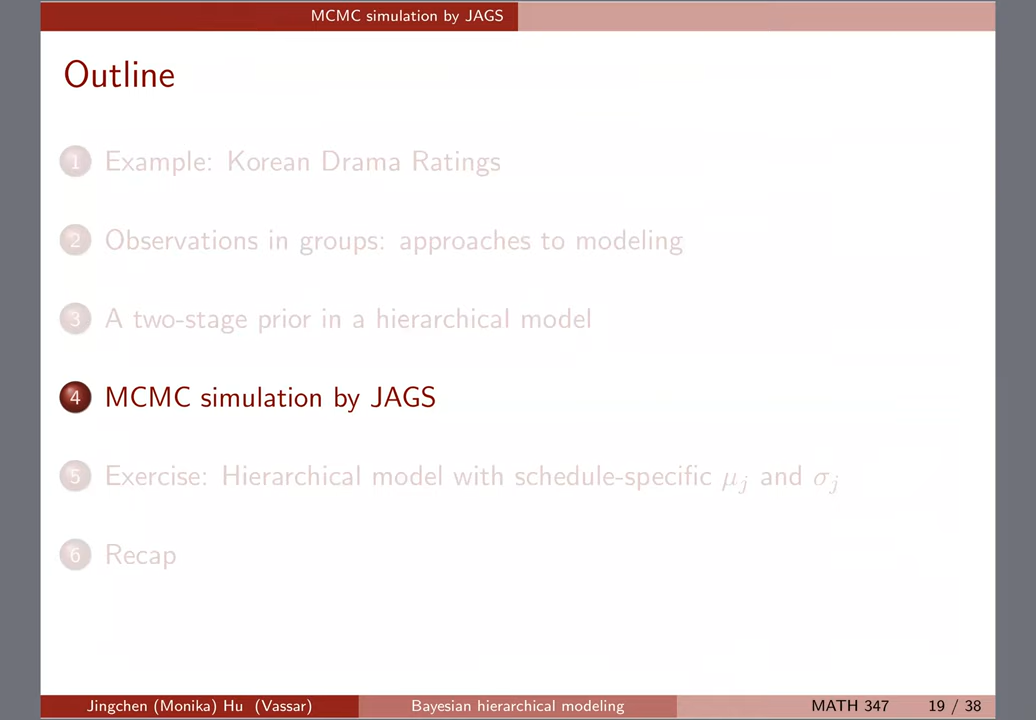 MCMC simulation by JAGS
Outline
1 Example: Korean Drama Ratings
2 Observations in groups: approaches to modeling
3 A two-stage prior in a hierarchical model
4 MCMC simulation by JAGS
5 Exercise: Hierarchical model with schedule-specific μj and σj
6 Recap
Jingchen (Monika) Hu (Vassar) Bayesian hierarchical modeling MATH 347 19 / 38